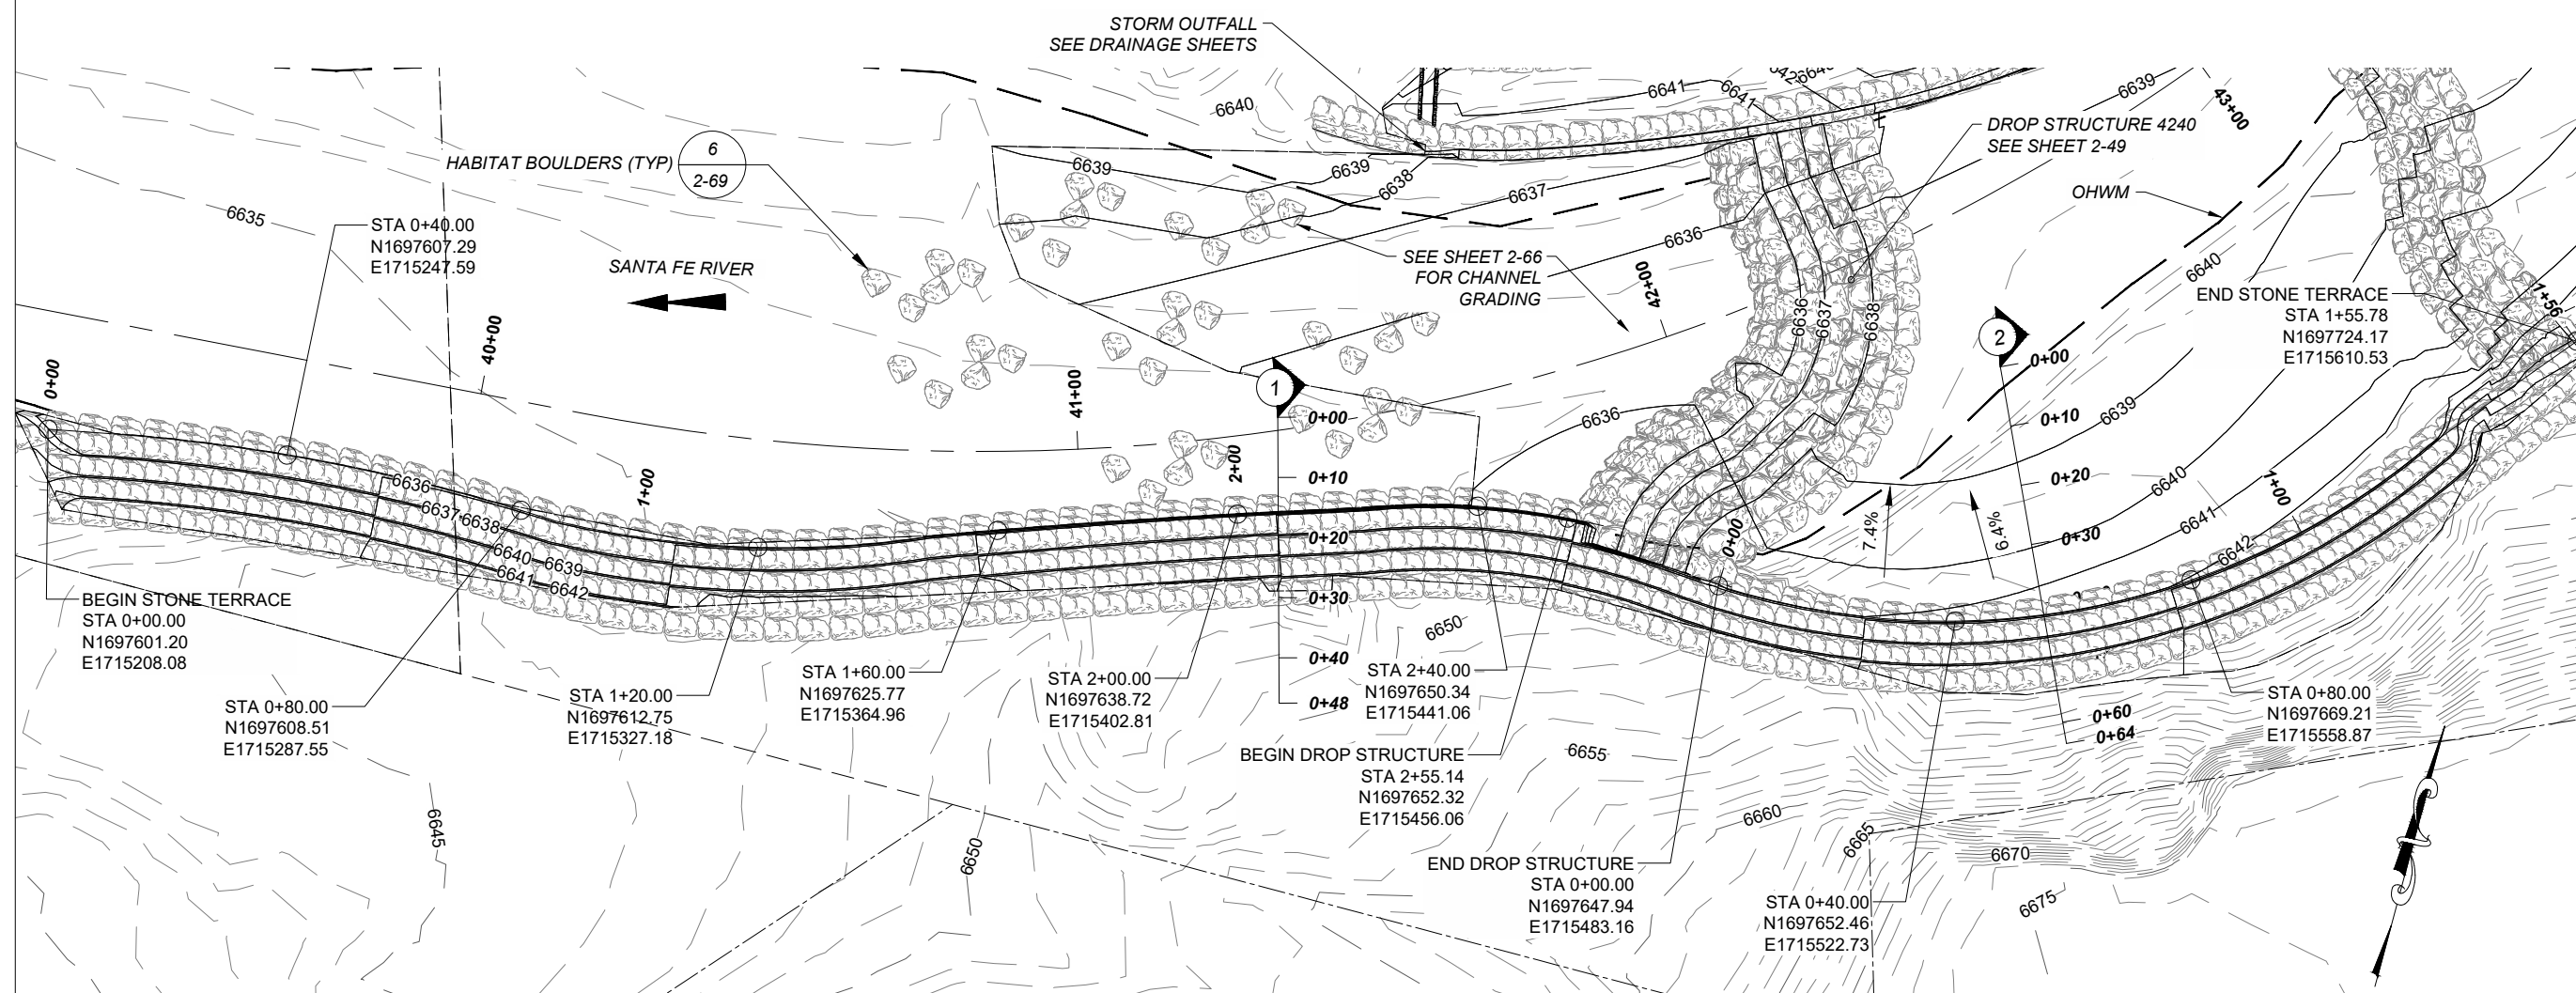 STORM OUTFALL
SEE DRAINAGE SHEETS
HABITAT BOULDERS (TYP)
6
2-69
STA 0+40.00
N1697607.29
E1715247.59
SANTA FE RIVER
6635
6640
6641
6641
6639
43+00
DROP STRUCTURE 4240
SEE SHEET 2-49
OHWM
6639
6639
6638
6637
6636
SEE SHEET 2-66
FOR CHANNEL
GRADING
42+00
6636
6637
6638
2
0+00
0+10
0+20
0+30
0+60
0+64
6640
END STONE TERRACE
STA 1+55.78
N1697724.17
E1715610.53
1+56
0+00
40+00
41+00
1
0+00
0+10
0+20
0+30
0+40
0+48
1+00
2+00
6636
6639
6640
6641
6642
1+00
0+00
7.4%
6.4%
6636
6637
6638
6640
6639
6641
6642
BEGIN STONE TERRACE
STA 0+00.00
N1697601.20
E1715208.08
STA 0+80.00
N1697608.51
E1715287.55
STA 1+20.00
N1697612.75
E1715327.18
STA 1+60.00
N1697625.77
E1715364.96
STA 2+00.00
N1697638.72
E1715402.81
STA 2+40.00
N1697650.34
E1715441.06
BEGIN DROP STRUCTURE
STA 2+55.14
N1697652.32
E1715456.06
END DROP STRUCTURE
STA 0+00.00
N1697647.94
E1715483.16
STA 0+40.00
N1697652.46
E1715522.73
STA 0+80.00
N1697669.21
E1715558.87
6650
6655
6660
6665
6670
6675
6645
6650